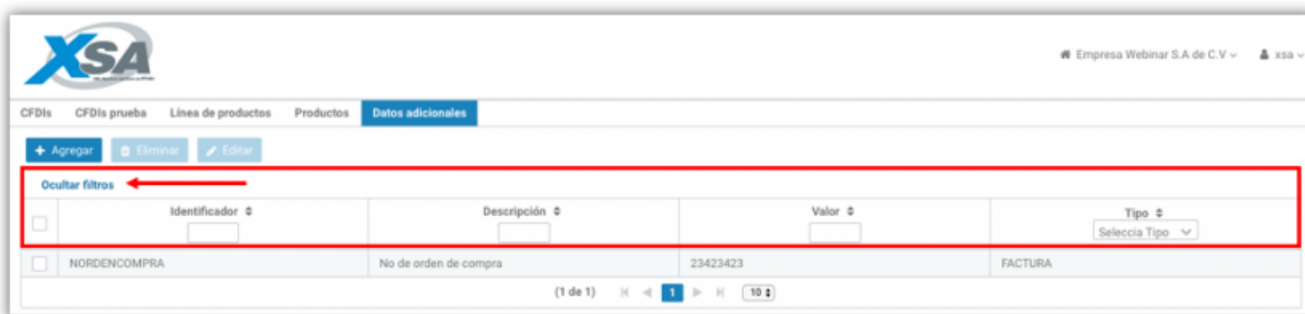 XSA
Empresa Webinar S.A de C.V
xsa
CFDIs CFDIs prueba Línea de productos Productos Datos adicionales
+ Agregar Eliminar Editar
Ocultar filtros
Identificador Descripción Valor Tipo
Seleccia Tipo
NORDENCOMPRA No de orden de compra 23423423 FACTURA
(1 de 1) 1 10